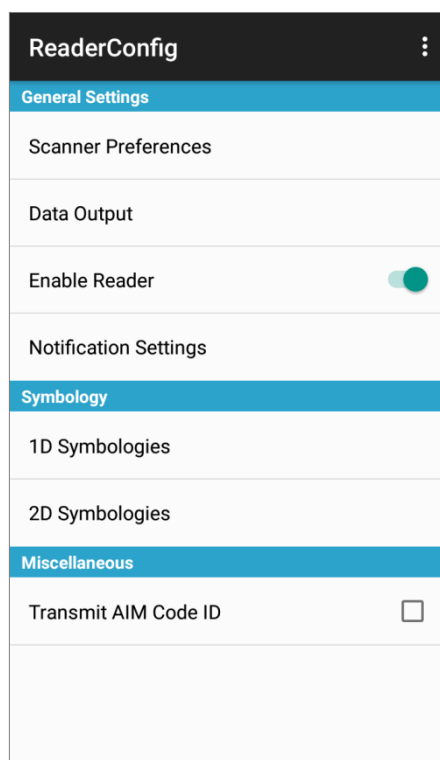 ReaderConfig
General Settings
Scanner Preferences
Data Output
Enable Reader
Notification Settings
Symbology
1D Symbologies
2D Symbologies
Miscellaneous
Transmit AIM Code ID